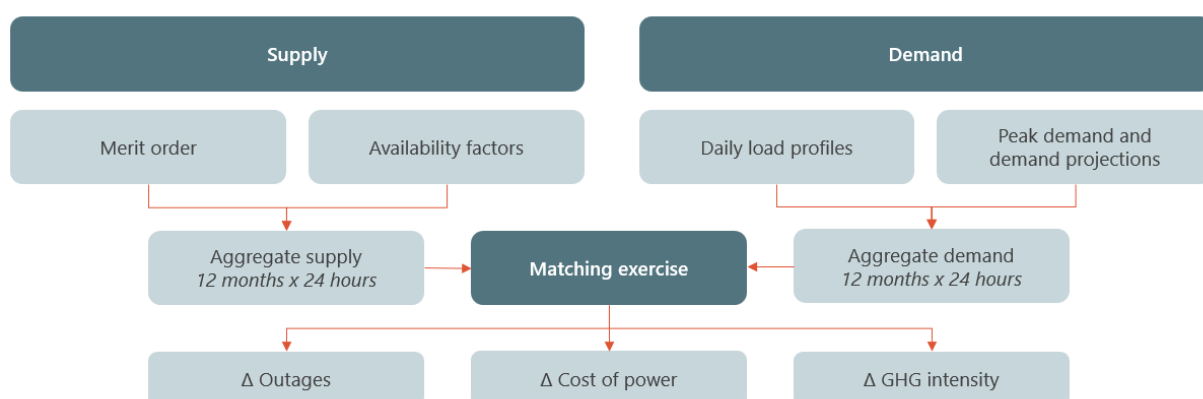 Supply
Demand
Merit order
Availability factors
Daily load profiles
Peak demand and
demand projections
Aggregate supply
12 months x 24 hours
Matching exercise
Aggregate demand
12 months x 24 hours
Δ Outages
Δ Cost of power
Δ GHG intensity